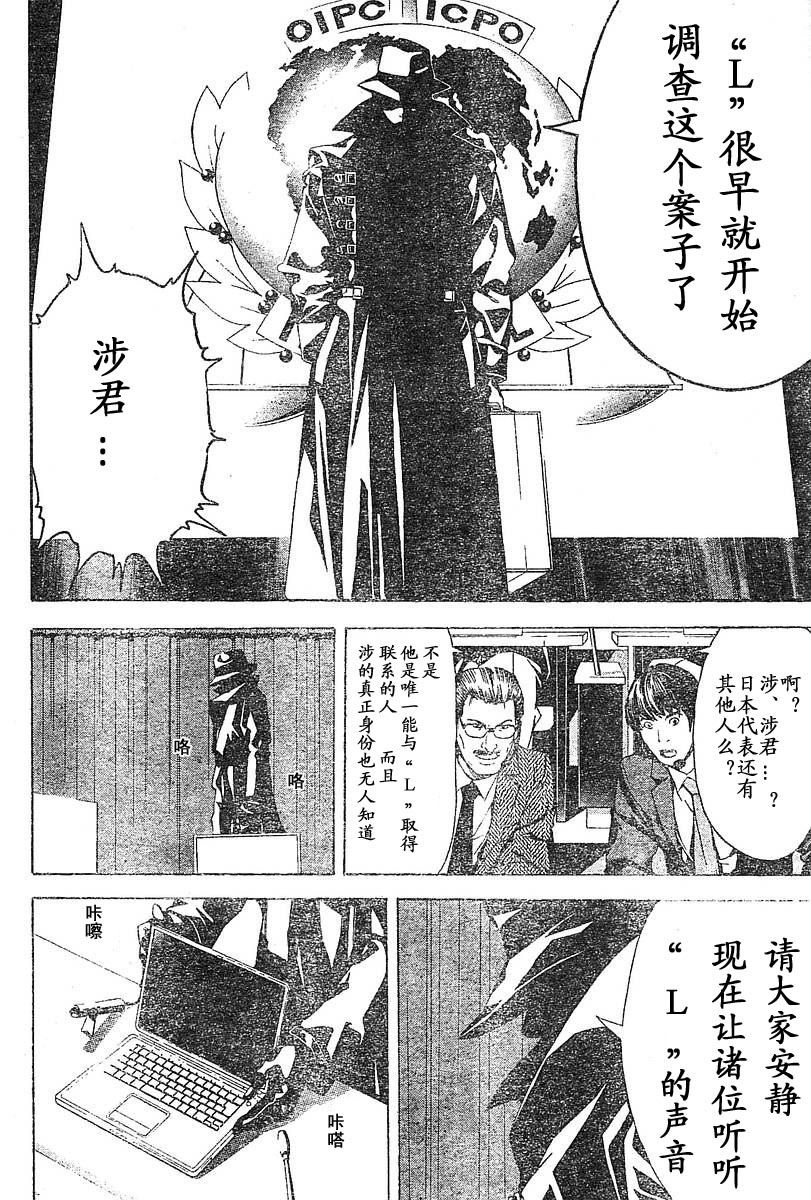 OIPC ICPO
“L”很早就开始
调查这个案子了
涉君…
L
啊?
涉、涉君…?
日本代表还有
其他人么?
不是
他是唯一能与“L”取得
联系的人 而且
涉的真正身份也无人知道
咯
咯
请大家安静
现在让诸位听听
“L”的声音
咔嚓
咔嗒